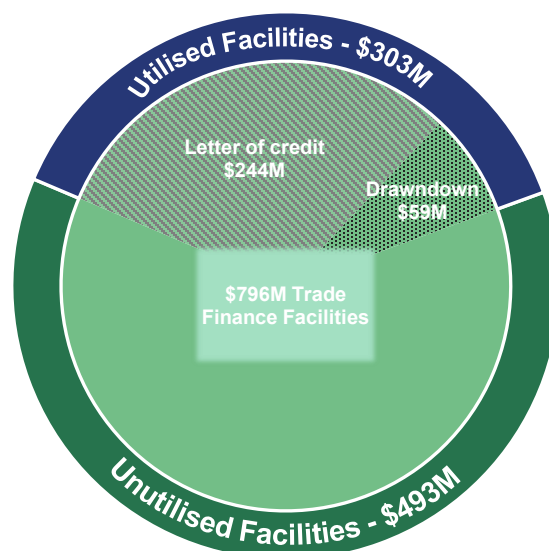 Utilised Facilities - $303M
Letter of credit
$244M
Drawndown
$59M
$796M Trade
Finance Facilities
Unutilised Facilities - $493M